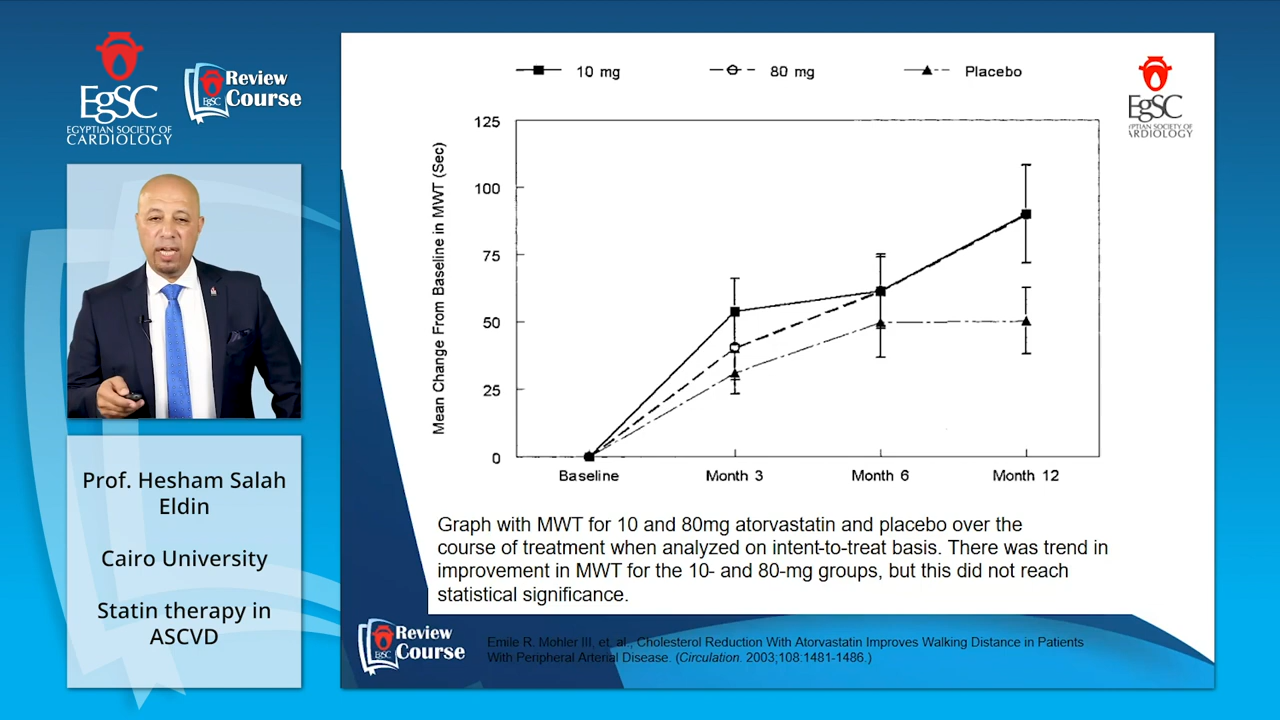 EgSC
EGYPTIAN SOCIETY OF
CARDIOLOGY
EgSC
Review
Course
Prof. Hesham Salah
Eldin
Cairo University
Statin therapy in
ASCVD
10 mg
80 mg
Placebo
EgSC
PTIAN SOCIETY OF
RDIOLOGY
Mean Change From Baseline in MWT (Sec)
125
100
75
50
25
0
Baseline
Month 3
Month 6
Month 12
Graph with MWT for 10 and 80mg atorvastatin and placebo over the
course of treatment when analyzed on intent-to-treat basis. There was trend in
improvement in MWT for the 10- and 80-mg groups, but this did not reach
statistical significance.
EgSC
Review
Course
Emile R. Mohler III, et. al., Cholesterol Reduction With Atorvastatin Improves Walking Distance in Patients
With Peripheral Arterial Disease. (Circulation. 2003;108:1481-1486.)